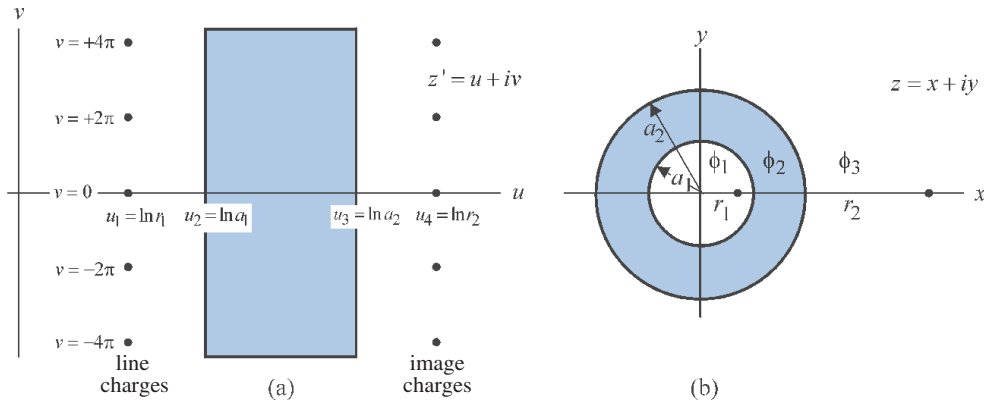 v
v = +4π
z' = u + iv
v = +2π
v = 0
u
u₁ = ln r₁
u₂ = ln a₁
u₃ = ln a₂
u₄ = ln r₂
v = −2π
v = −4π
line
charges
image
charges
(a)
y
z = x + iy
a₂
ϕ₁
ϕ₂
ϕ₃
a₁
r₁
r₂
x
(b)